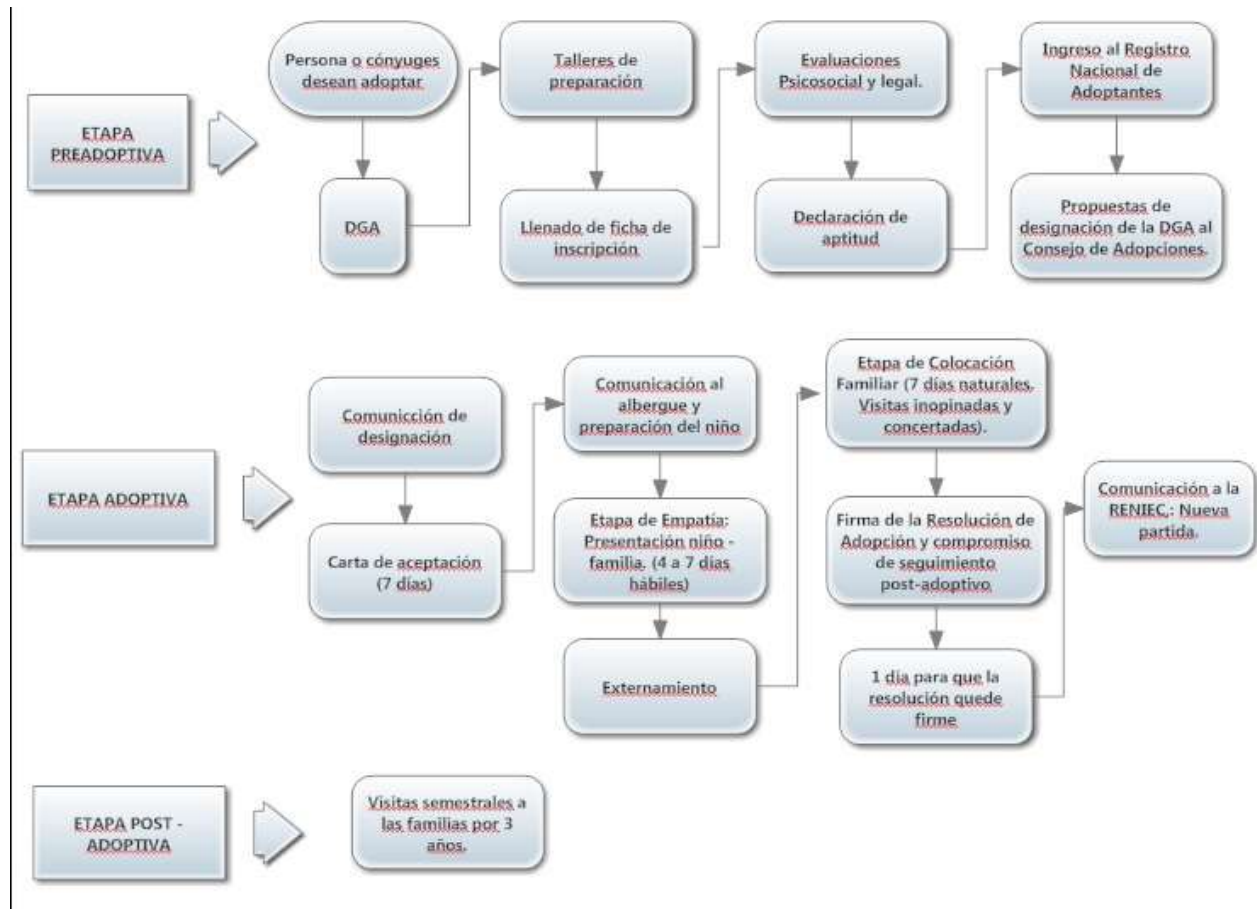 ETAPA
PREADOPTIVA
Persona o cónyuges
desean adoptar
DGA
Talleres de
preparación
Llenado de ficha de
inscripción
Evaluaciones
Psicosocial y legal.
Declaración de
aptitud
Ingreso al Registro
Nacional de
Adoptantes
Propuestas de
designación de la DGA al
Consejo de Adopciones.
ETAPA ADOPTIVA
Comunicción de
designación
Carta de aceptación
(7 días)
Comunicación al
albergue y
preparación del niño
Etapa de Empatía:
Presentación niño -
familia. (4 a 7 días
hábiles)
Externamiento
Etapa de Colocación
Familiar (7 días naturales.
Visitas inopinadas y
concertadas).
Firma de la Resolución de
Adopción y compromiso
de seguimiento
post-adoptivo
1 día para que la
resolución quede
firme
Comunicación a la
RENIEC,: Nueva
partida.
ETAPA POST -
ADOPTIVA
Visitas semestrales a
las familias por 3
años.